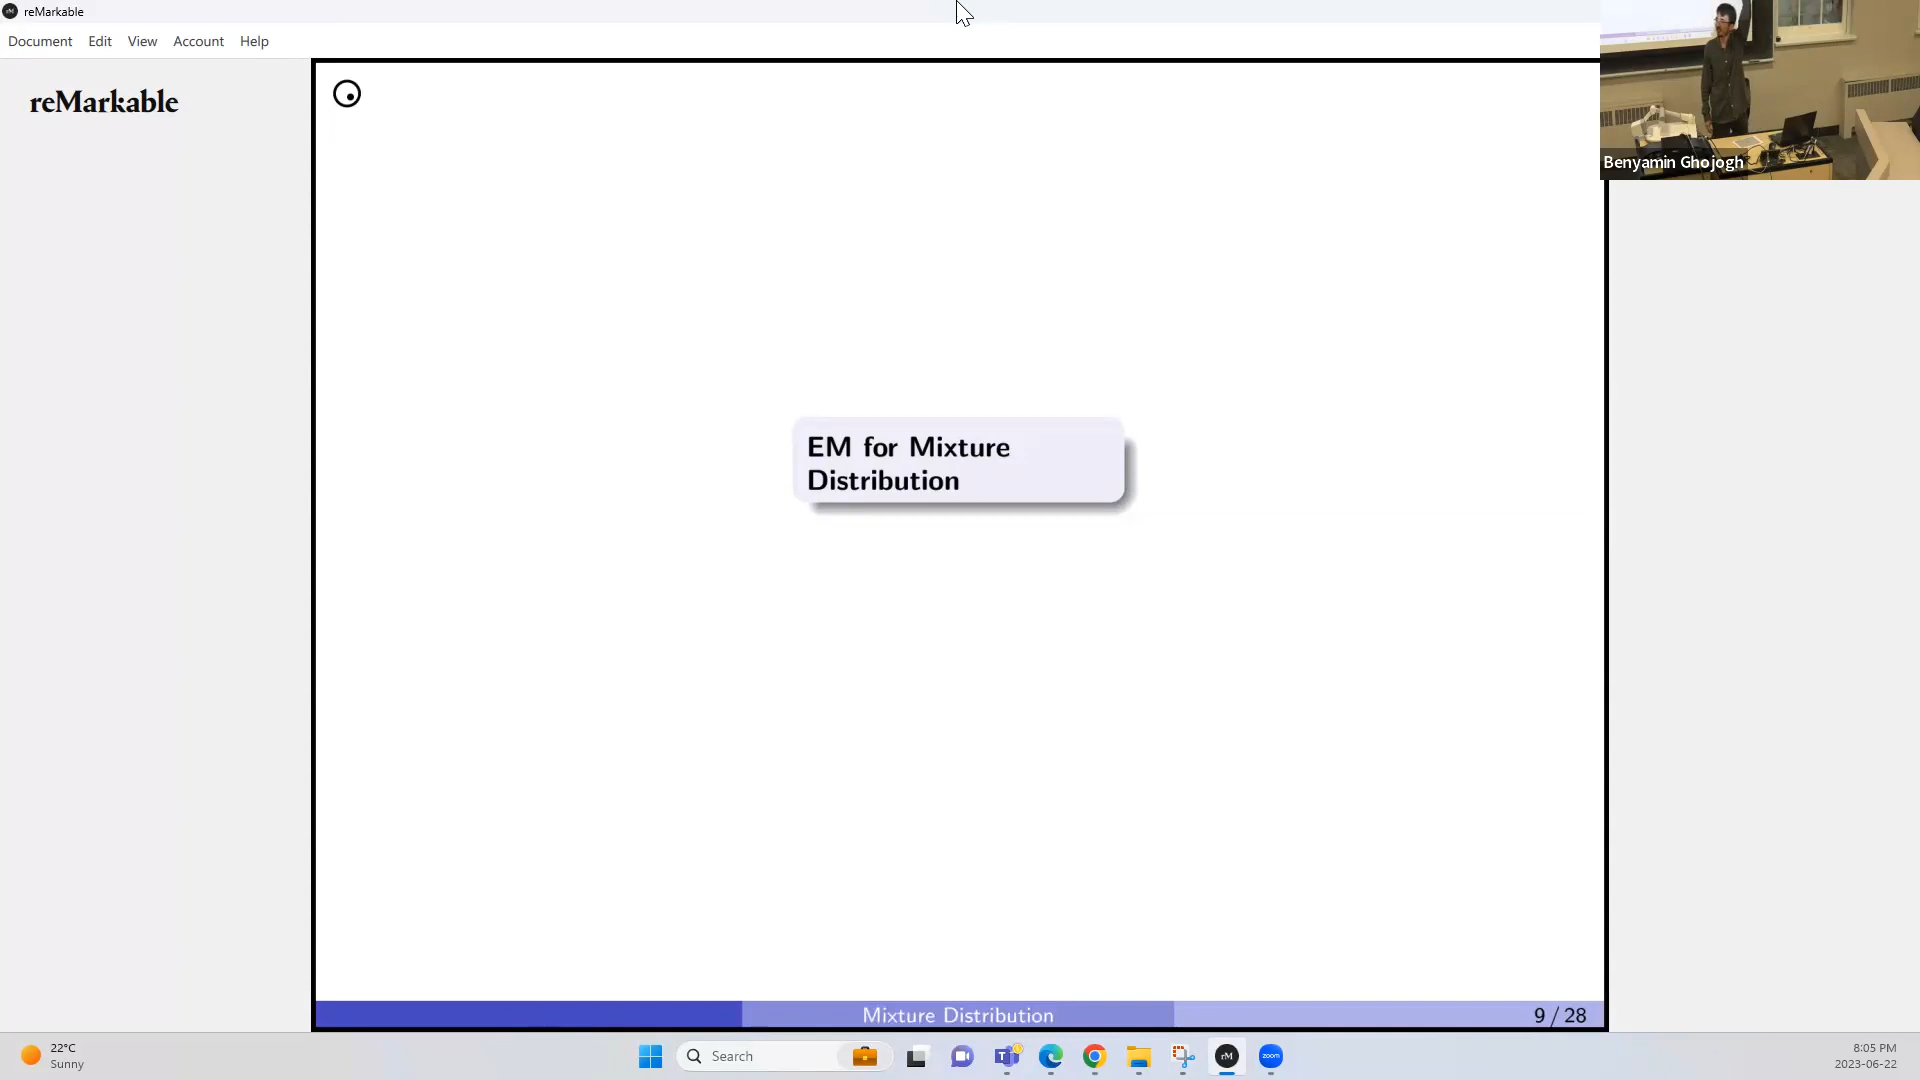 reMarkable
Document Edit View Account Help
reMarkable
Benyamin Ghojogh
EM for Mixture
Distribution
Mixture Distribution
9 / 28
22°C
Sunny
Search
8:05 PM
2023-06-22